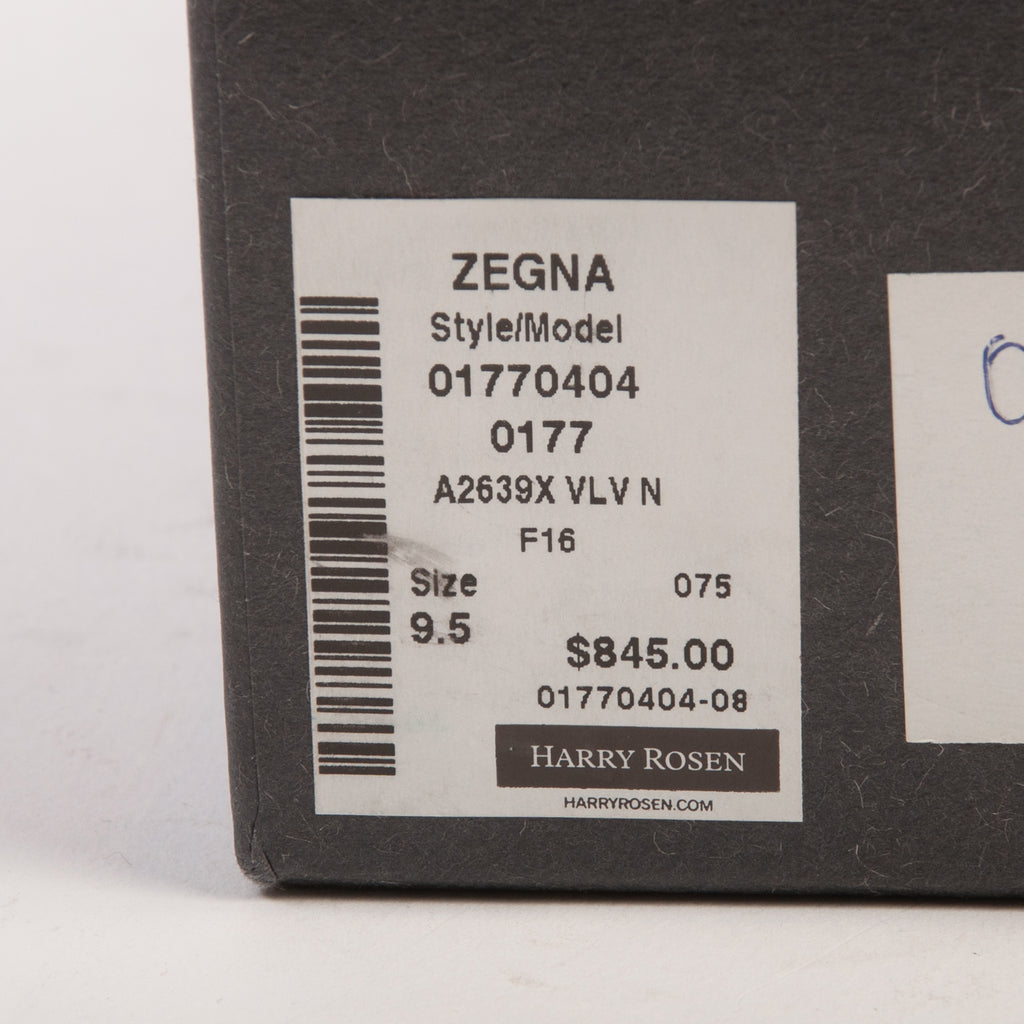 ZEGNA
Style/Model
01770404
0177
A2639X VLV N
F16
Size 075
9.5
$845.00
01770404-08
HARRY ROSEN
HARRYROSEN.COM